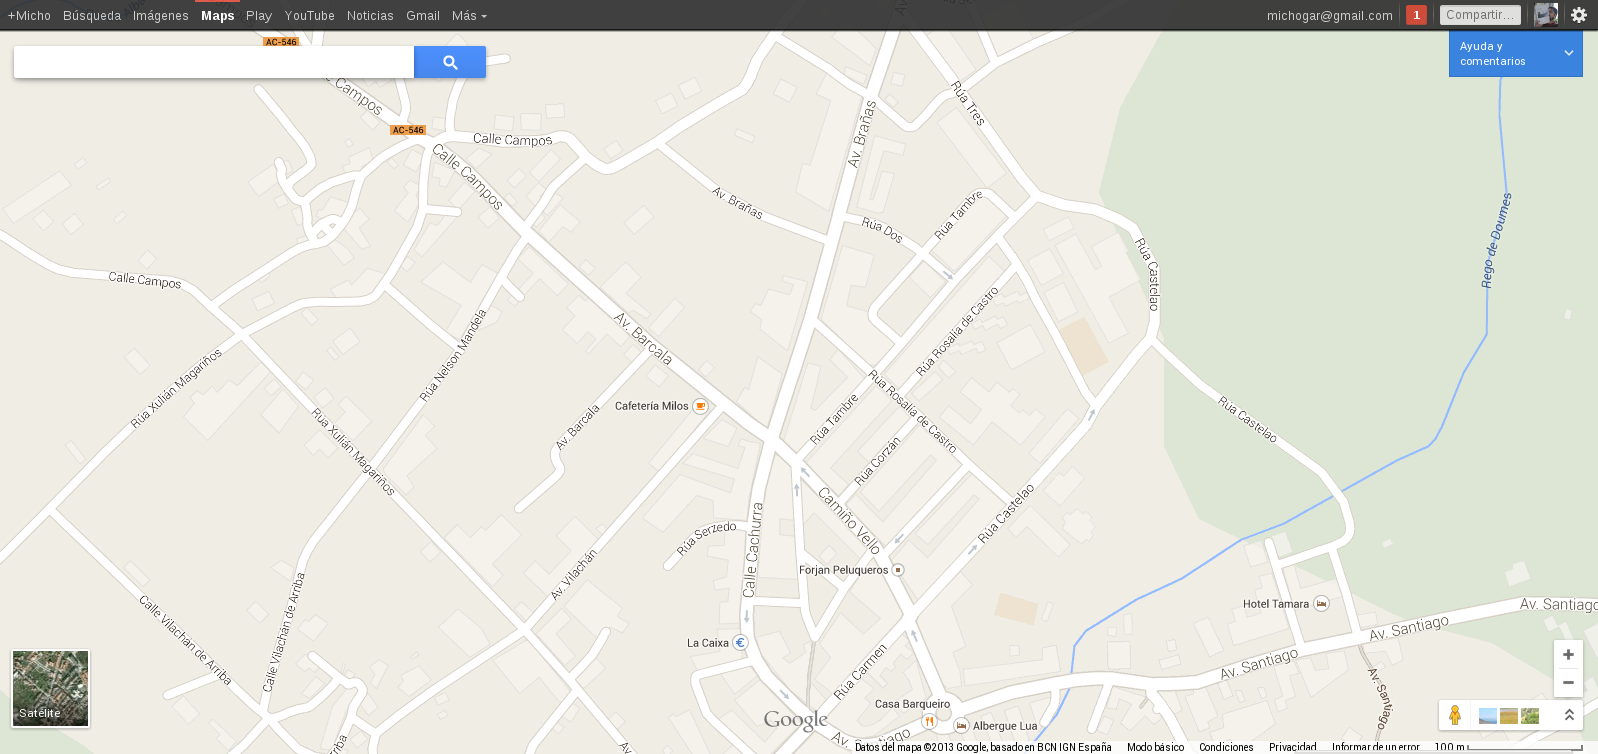 +Micho Búsqueda Imágenes Maps Play YouTube Noticias Gmail Más
michogar@gmail.com 1 Compartir...
Ayuda y
comentarios
AC-546
Calle Campos
AC-546
Calle Campos
Calle Campos
Calle Campos
Av. Brañas
Av. Brañas
Rúa Tres
Rúa Tambre
Rúa Dos
Rúa Castelao
Rego de Doumes
Av. Barcala
Rúa Nelson Mandela
Rúa Xulián Magariños
Rúa Xulián Magariños
Rúa Rosalía de Castro
Rúa Rosalía de Castro
Cafetería Milos
Av. Barcala
Rúa Tambre
Rúa Corzán
Rúa Castelao
Rúa Castelao
Camiño Vello
Calle Cachurra
Rúa Serzedo
Av. Vilachán
Forjan Peluqueros
Calle Vilachán de Arriba
Calle Vilachan de Arriba
Hotel Tamara
Av. Santiago
Av. Santiago
Av. Santiago
Av. Santiago
La Caixa
€
Rúa Carmen
Casa Barqueiro
Albergue Lua
Av. Santiago
Satélite
Google
+
−
Datos del mapa ©2013 Google, basado en BCN IGN España Modo básico Condiciones Privacidad Informar de un error 100 m